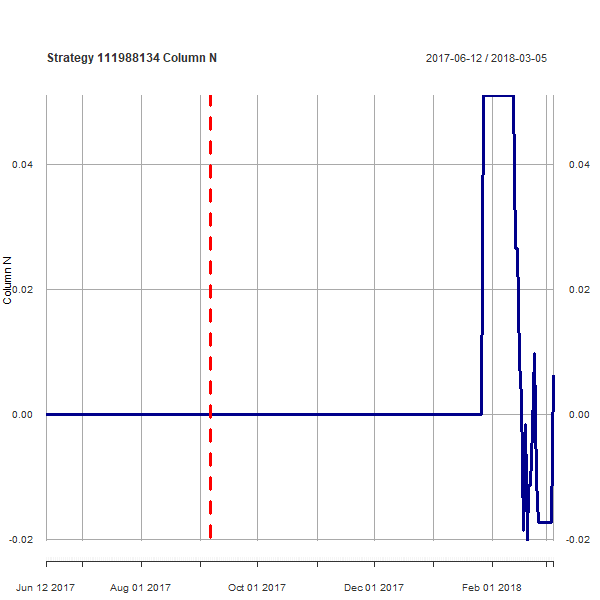 Strategy 111988134 Column N
2017-06-12 / 2018-03-05
0.04
0.04
Column N
0.02
0.02
0.00
0.00
-0.02
-0.02
Jun 12 2017
Aug 01 2017
Oct 01 2017
Dec 01 2017
Feb 01 2018